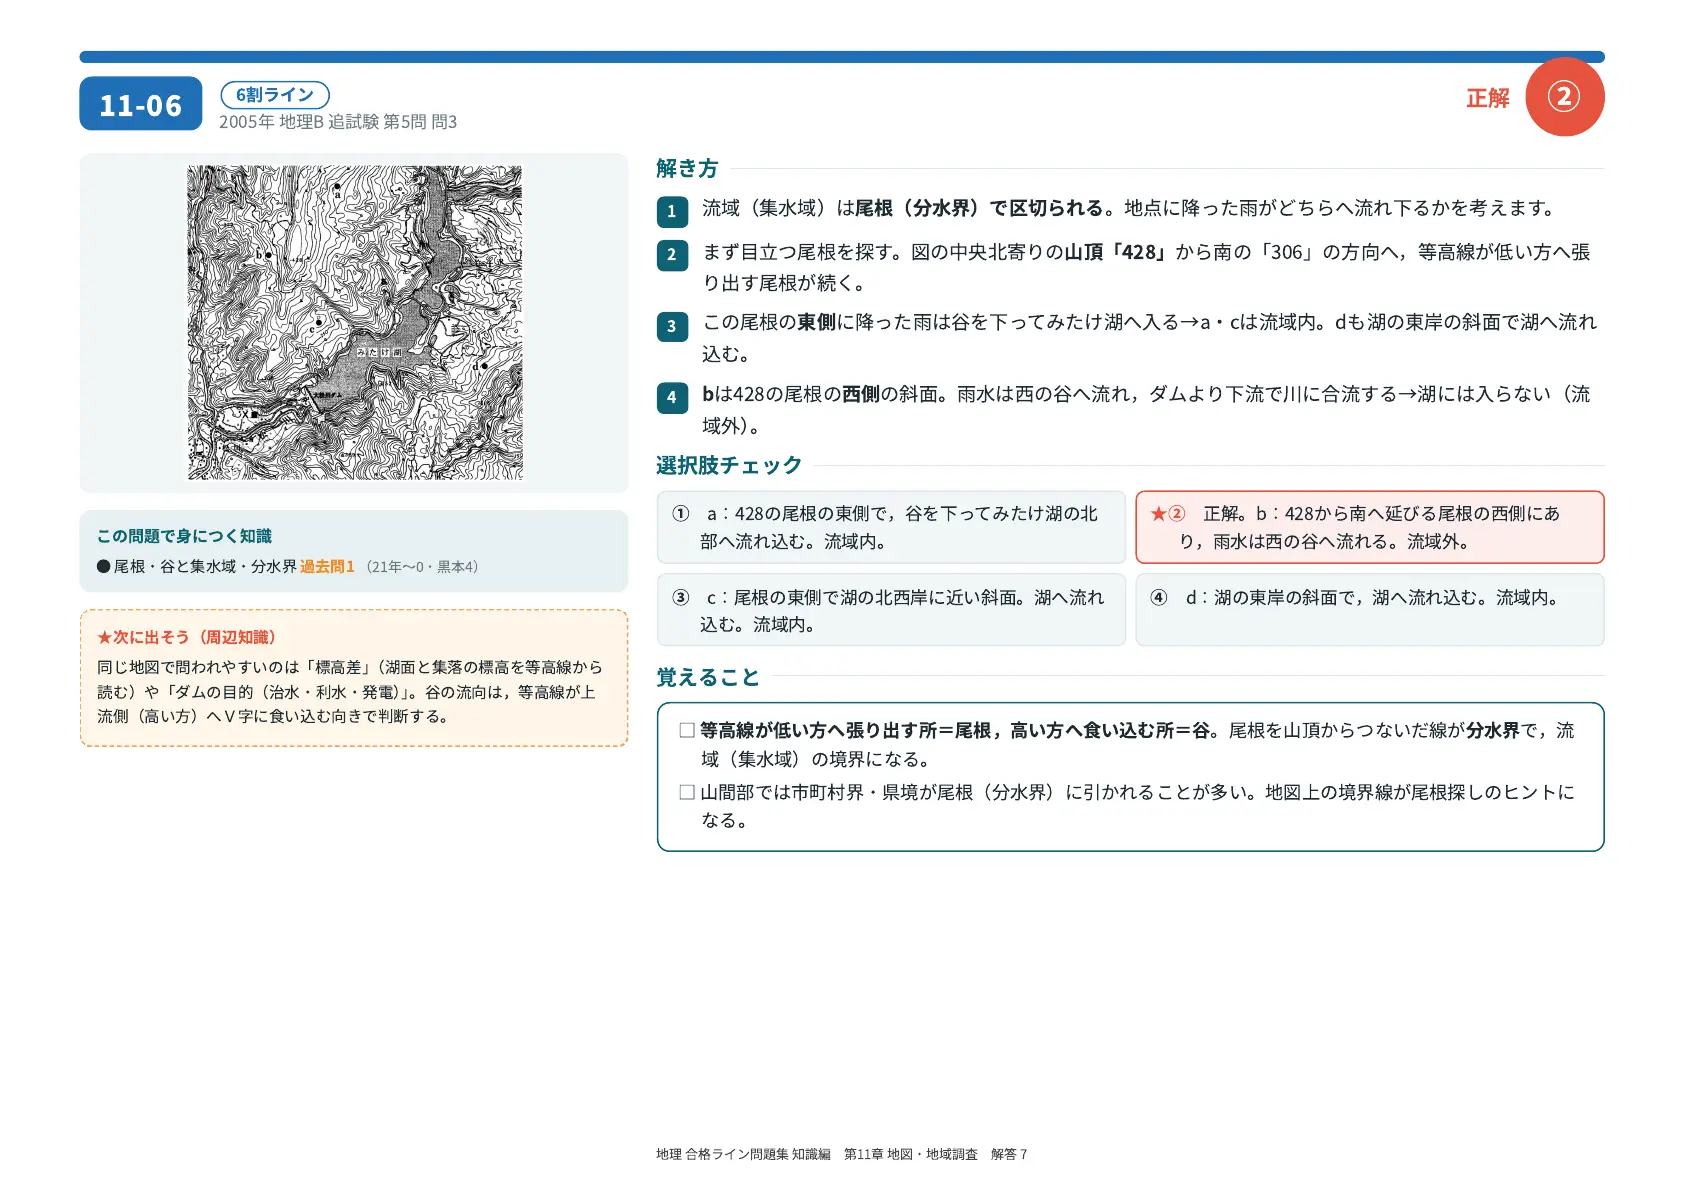 11-06
6割ライン
2005年 地理B 追試験 第5問 問3
正解 ②
a
b
c
d
みたけ湖
X
この問題で身につく知識
●尾根・谷と集水域・分水界 過去問1 （21年〜0・黒本4）
★次に出そう（周辺知識）
同じ地図で問われやすいのは「標高差」（湖面と集落の標高を等高線から
読む）や「ダムの目的（治水・利水・発電）」。谷の流向は，等高線が上
流側（高い方）へＶ字に食い込む向きで判断する。
解き方
1 流域（集水域）は尾根（分水界）で区切られる。地点に降った雨がどちらへ流れ下るかを考えます。
2 まず目立つ尾根を探す。図の中央北寄りの山頂「428」から南の「306」の方向へ，等高線が低い方へ張
り出す尾根が続く。
3 この尾根の東側に降った雨は谷を下ってみたけ湖へ入る→a・cは流域内。dも湖の東岸の斜面で湖へ流れ
込む。
4 bは428の尾根の西側の斜面。雨水は西の谷へ流れ，ダムより下流で川に合流する→湖には入らない（流
域外）。
選択肢チェック
① a：428の尾根の東側で，谷を下ってみたけ湖の北
部へ流れ込む。流域内。
★② 正解。b：428から南へ延びる尾根の西側にあ
り，雨水は西の谷へ流れる。流域外。
③ c：尾根の東側で湖の北西岸に近い斜面。湖へ流れ
込む。流域内。
④ d：湖の東岸の斜面で，湖へ流れ込む。流域内。
覚えること
□ 等高線が低い方へ張り出す所＝尾根，高い方へ食い込む所＝谷。尾根を山頂からつないだ線が分水界で，流
域（集水域）の境界になる。
□ 山間部では市町村界・県境が尾根（分水界）に引かれることが多い。地図上の境界線が尾根探しのヒントに
なる。
地理 合格ライン問題集 知識編 第11章 地図・地域調査 解答 7